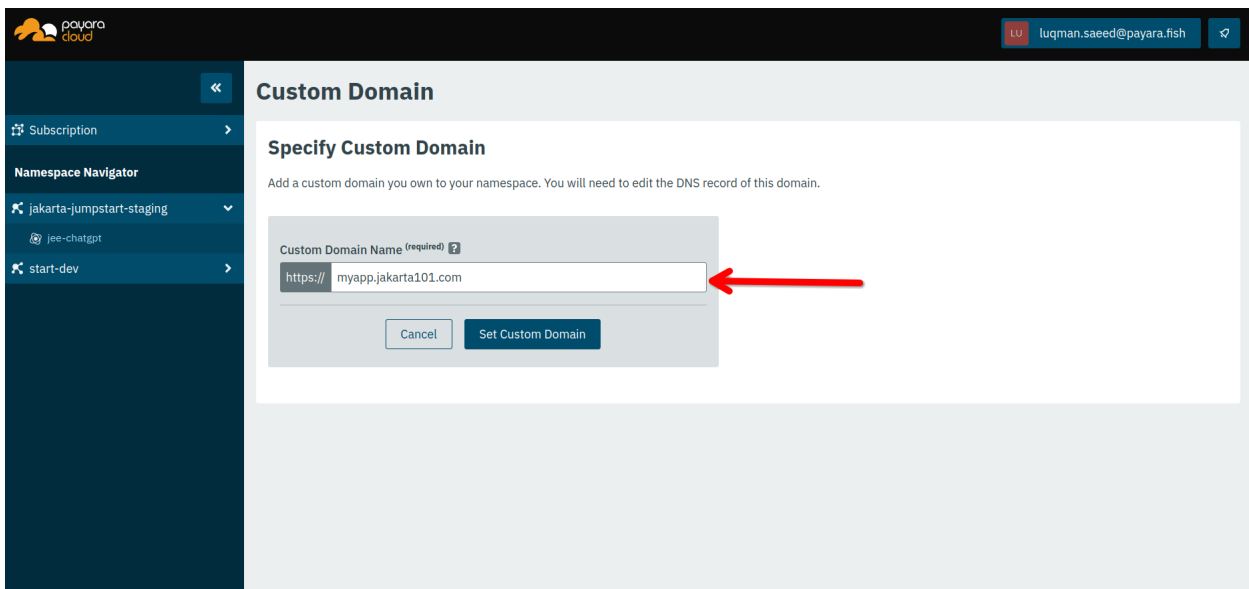 payara
cloud
LU
luqman.saeed@payara.fish
Custom Domain
Subscription
Namespace Navigator
jakarta-jumpstart-staging
jee-chatgpt
start-dev
Specify Custom Domain
Add a custom domain you own to your namespace. You will need to edit the DNS record of this domain.
Custom Domain Name (required) ?
https:// myapp.jakarta101.com
Cancel Set Custom Domain